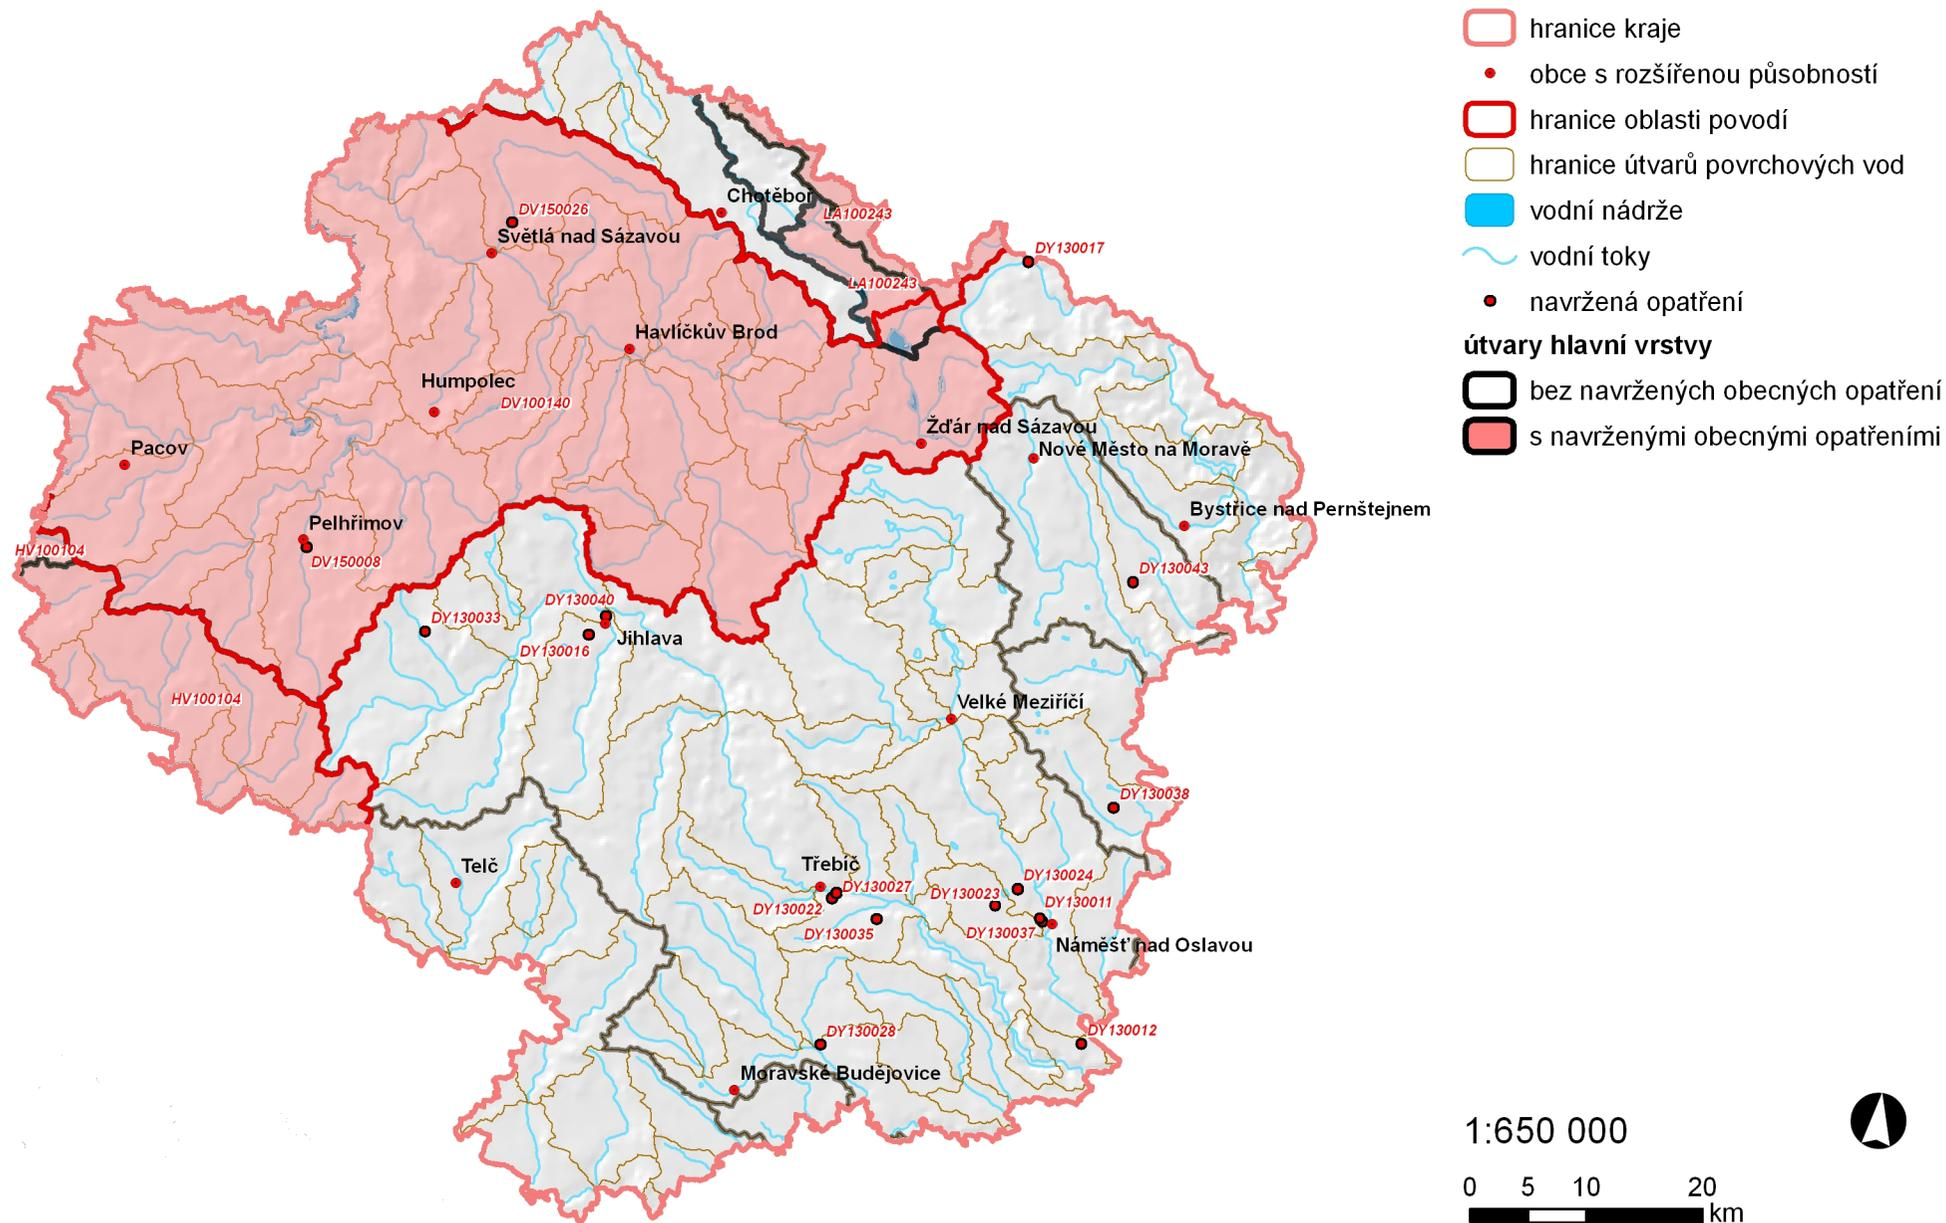 hranice kraje
obce s rozšířenou působností
hranice oblasti povodí
hranice útvarů povrchových vod
vodní nádrže
vodní toky
navržená opatření
útvary hlavní vrstvy
bez navržených obecných opatření
s navrženými obecnými opatřeními
Chotěboř
DV150026
LA100243
Světlá nad Sázavou
DY130017
LA100243
Havlíčkův Brod
Humpolec
DV100140
Žďár nad Sázavou
Pacov
Nové Město na Moravě
Bystřice nad Pernštejnem
Pelhřimov
HV100104
DV150008
DY130043
DY130040
DY130033
Jihlava
DY130016
HV100104
Velké Meziříčí
DY130038
Třebíč
Telč
DY130027
DY130024
DY130023
DY130022
DY130011
DY130035
DY130037
Náměšť nad Oslavou
DY130028
DY130012
Moravské Budějovice
1:650 000
0 5 10 20
km